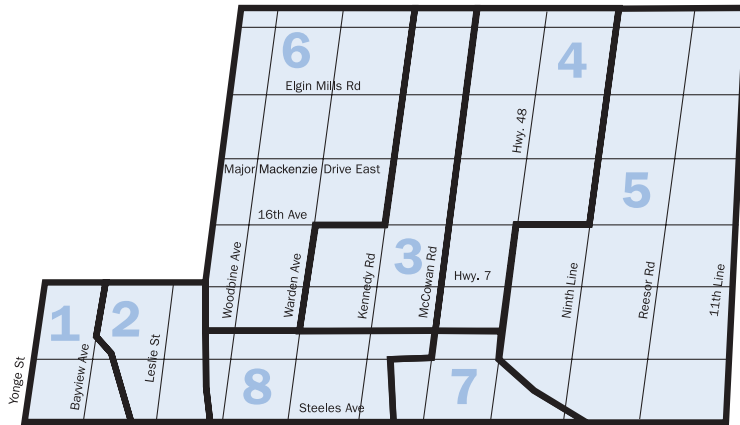 6
4
Elgin Mills Rd
Hwy. 48
Major Mackenzie Drive East
5
16th Ave
3
Woodbine Ave
Warden Ave
Kennedy Rd
McCowan Rd
Hwy. 7
Ninth Line
Reesor Rd
11th Line
1
2
Yonge St
Bayview Ave
Leslie St
8
7
Steeles Ave